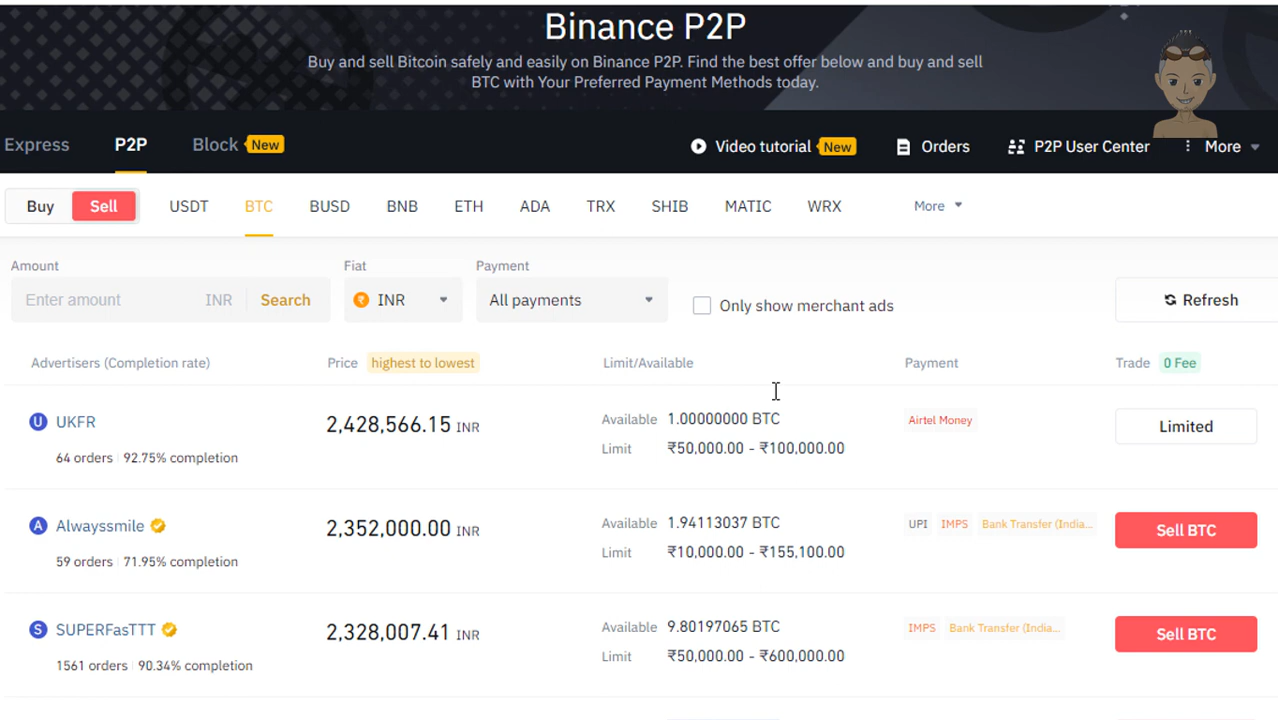 Binance P2P
Buy and sell Bitcoin safely and easily on Binance P2P. Find the best offer below and buy and sell
BTC with Your Preferred Payment Methods today.
Express P2P Block New Video tutorial New Orders P2P User Center More
Buy Sell USDT BTC BUSD BNB ETH ADA TRX SHIB MATIC WRX More
Amount Fiat Payment
Enter amount INR Search INR All payments Only show merchant ads Refresh
Advertisers (Completion rate) Price highest to lowest Limit/Available Payment Trade 0 Fee
U UKFR 2,428,566.15 INR Available 1.00000000 BTC Airtel Money Limited
Limit ₹50,000.00 - ₹100,000.00
64 orders 92.75% completion
A Alwayssmile 2,352,000.00 INR Available 1.94113037 BTC UPI IMPS Bank Transfer (India... Sell BTC
Limit ₹10,000.00 - ₹155,100.00
59 orders 71.95% completion
S SUPERFasTTT 2,328,007.41 INR Available 9.80197065 BTC IMPS Bank Transfer (India... Sell BTC
Limit ₹50,000.00 - ₹600,000.00
1561 orders 90.34% completion